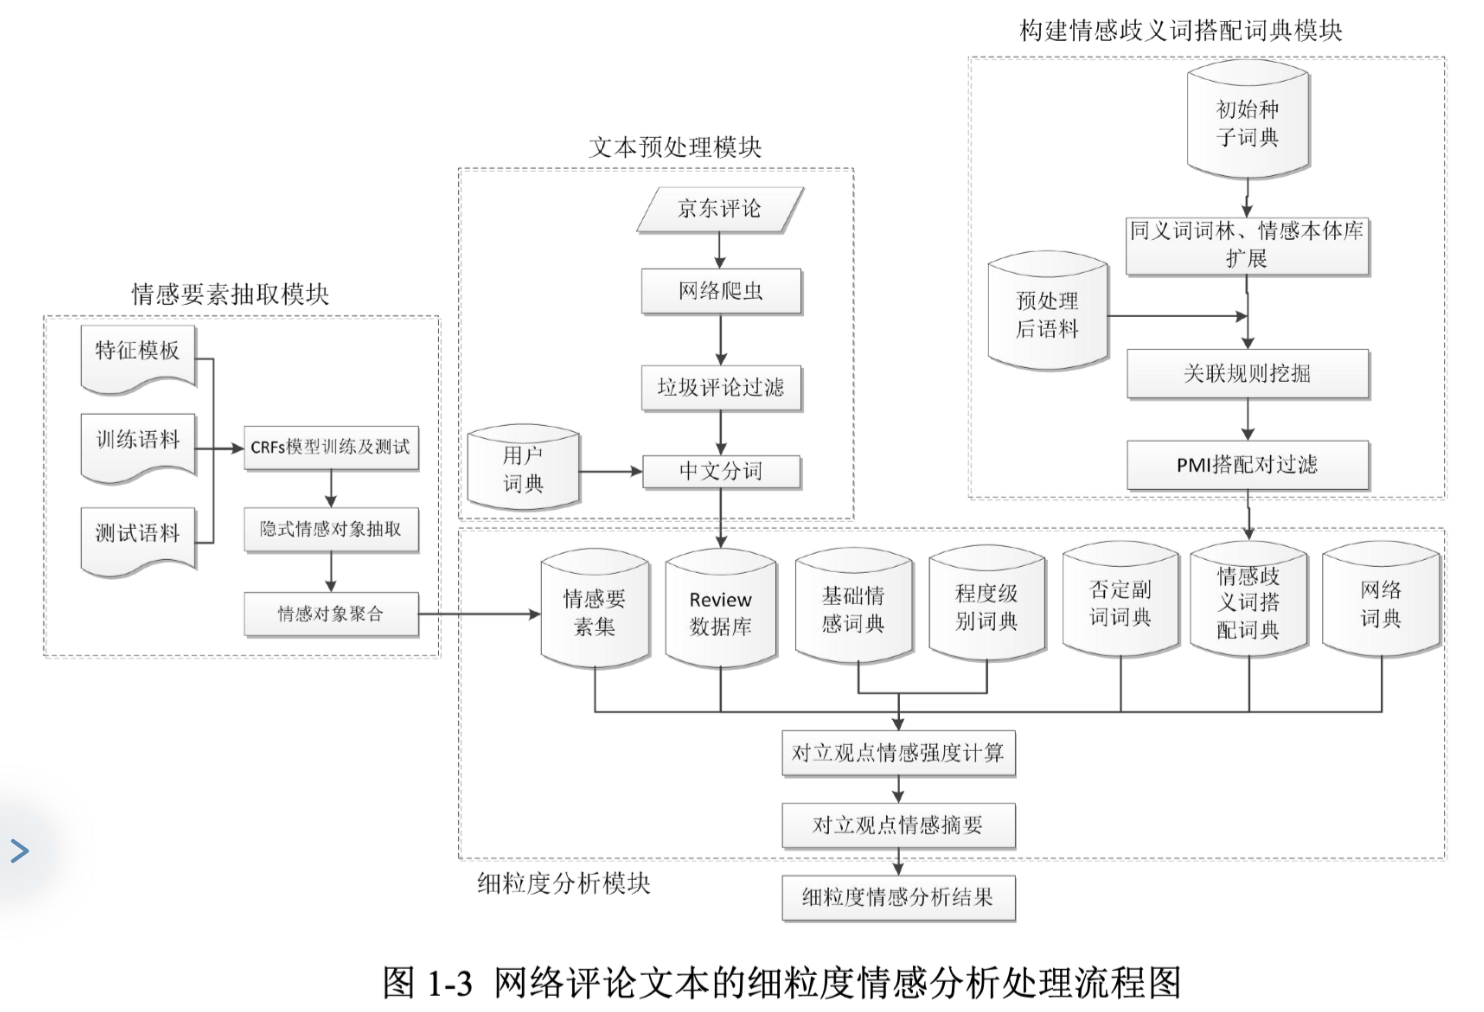 构建情感歧义词搭配词典模块
初始种
子词典
同义词词林、情感本体库
扩展
预处理
后语料
关联规则挖掘
PMI搭配对过滤
文本预处理模块
京东评论
网络爬虫
垃圾评论过滤
用户
词典
中文分词
情感要素抽取模块
特征模板
训练语料
测试语料
CRFs模型训练及测试
隐式情感对象抽取
情感对象聚合
情感要
素集
Review
数据库
基础情
感词典
程度级
别词典
否定副
词词典
情感歧
义词搭
配词典
网络
词典
对立观点情感强度计算
对立观点情感摘要
细粒度分析模块
细粒度情感分析结果
图 1-3 网络评论文本的细粒度情感分析处理流程图